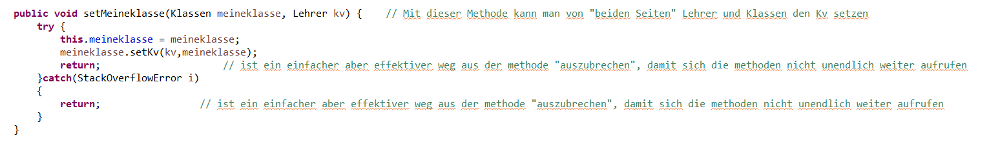 public void setMeineklasse(Klassen meineklasse, Lehrer kv) {    // Mit dieser Methode kann man von "beiden Seiten" Lehrer und Klassen den Kv setzen
    try {
        this.meineklasse = meineklasse;
        meineklasse.setKv(kv,meineklasse);
        return;                     // ist ein einfacher aber effektiver weg aus der methode "auszubrechen", damit sich die methoden nicht unendlich weiter aufrufen
    }catch(StackOverflowError i)
    {
        return;                 // ist ein einfacher aber effektiver weg aus der methode "auszubrechen", damit sich die methoden nicht unendlich weiter aufrufen
    }
}